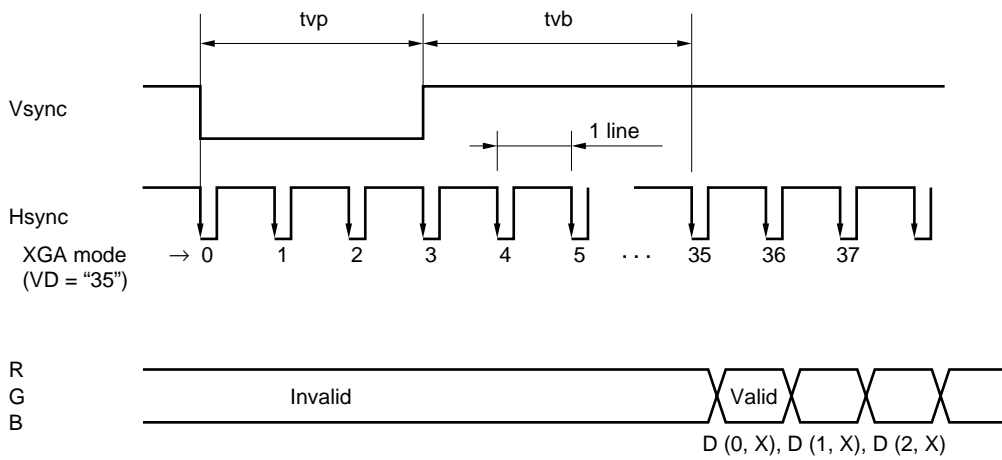 tvp
tvb
Vsync
1 line
Hsync
XGA mode → 0 1 2 3 4 5 · · · 35 36 37
(VD = “35”)
R
G Invalid Valid
B
D (0, X), D (1, X), D (2, X)